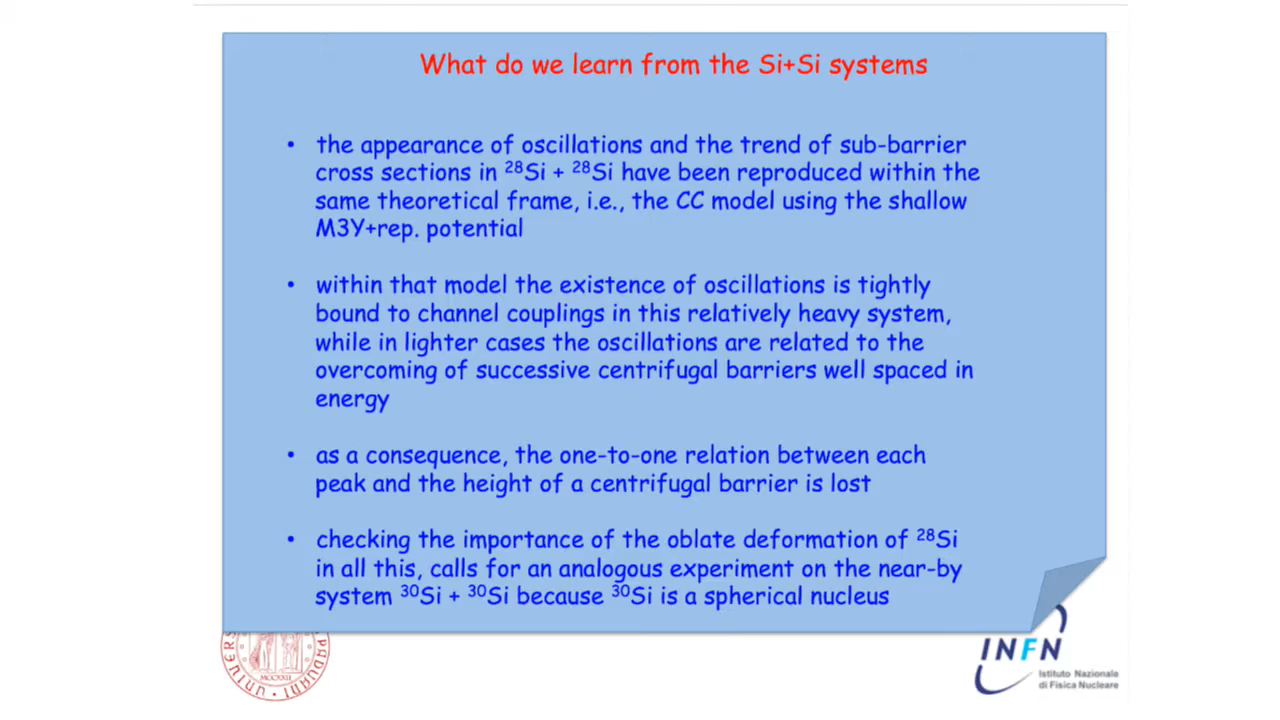 What do we learn from the Si+Si systems
• the appearance of oscillations and the trend of sub-barrier
cross sections in ²⁸Si + ²⁸Si have been reproduced within the
same theoretical frame, i.e., the CC model using the shallow
M3Y+rep. potential
• within that model the existence of oscillations is tightly
bound to channel couplings in this relatively heavy system,
while in lighter cases the oscillations are related to the
overcoming of successive centrifugal barriers well spaced in
energy
• as a consequence, the one-to-one relation between each
peak and the height of a centrifugal barrier is lost
• checking the importance of the oblate deformation of ²⁸Si
in all this, calls for an analogous experiment on the near-by
system ³⁰Si + ³⁰Si because ³⁰Si is a spherical nucleus
MCCXXII
INFN
Istituto Nazionale
di Fisica Nucleare